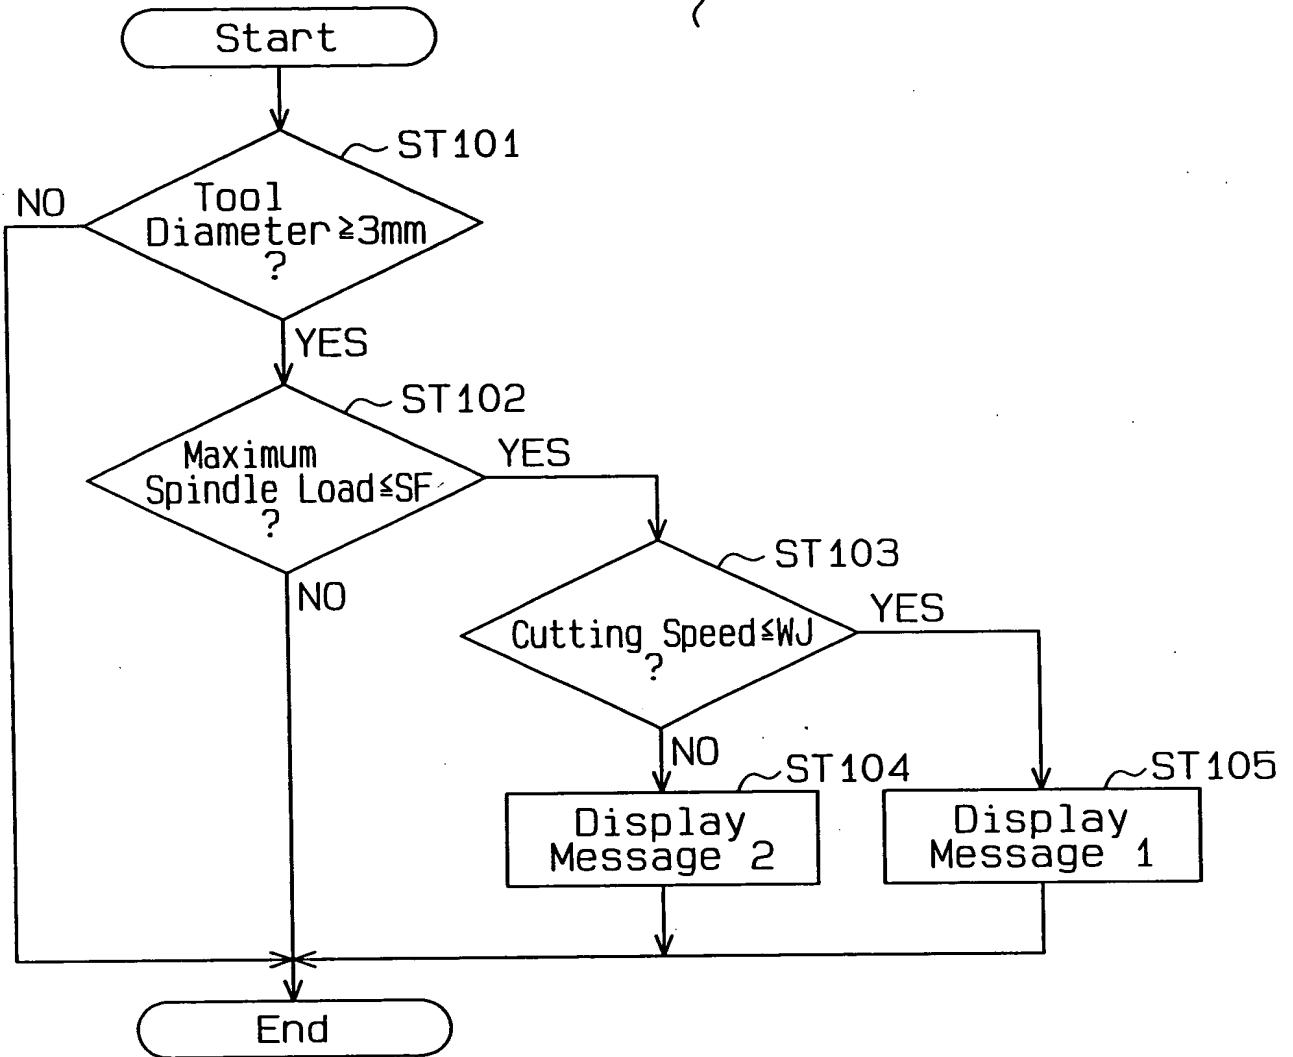 Start
ST101
NO
Tool
Diameter≧3mm
?
YES
ST102
Maximum
Spindle Load≦SF
?
YES
NO
ST103
Cutting Speed≦WJ
?
YES
NO
ST104
Display
Message 2
ST105
Display
Message 1
End